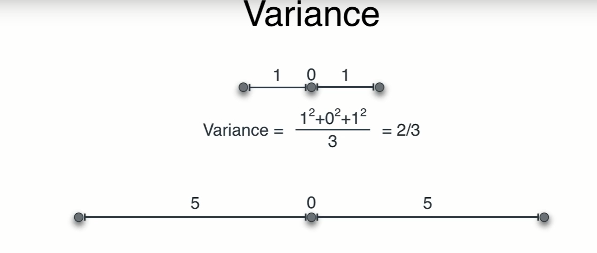 Variance
1 0 1
Variance = 1²+0²+1² / 3 = 2/3
5 0 5